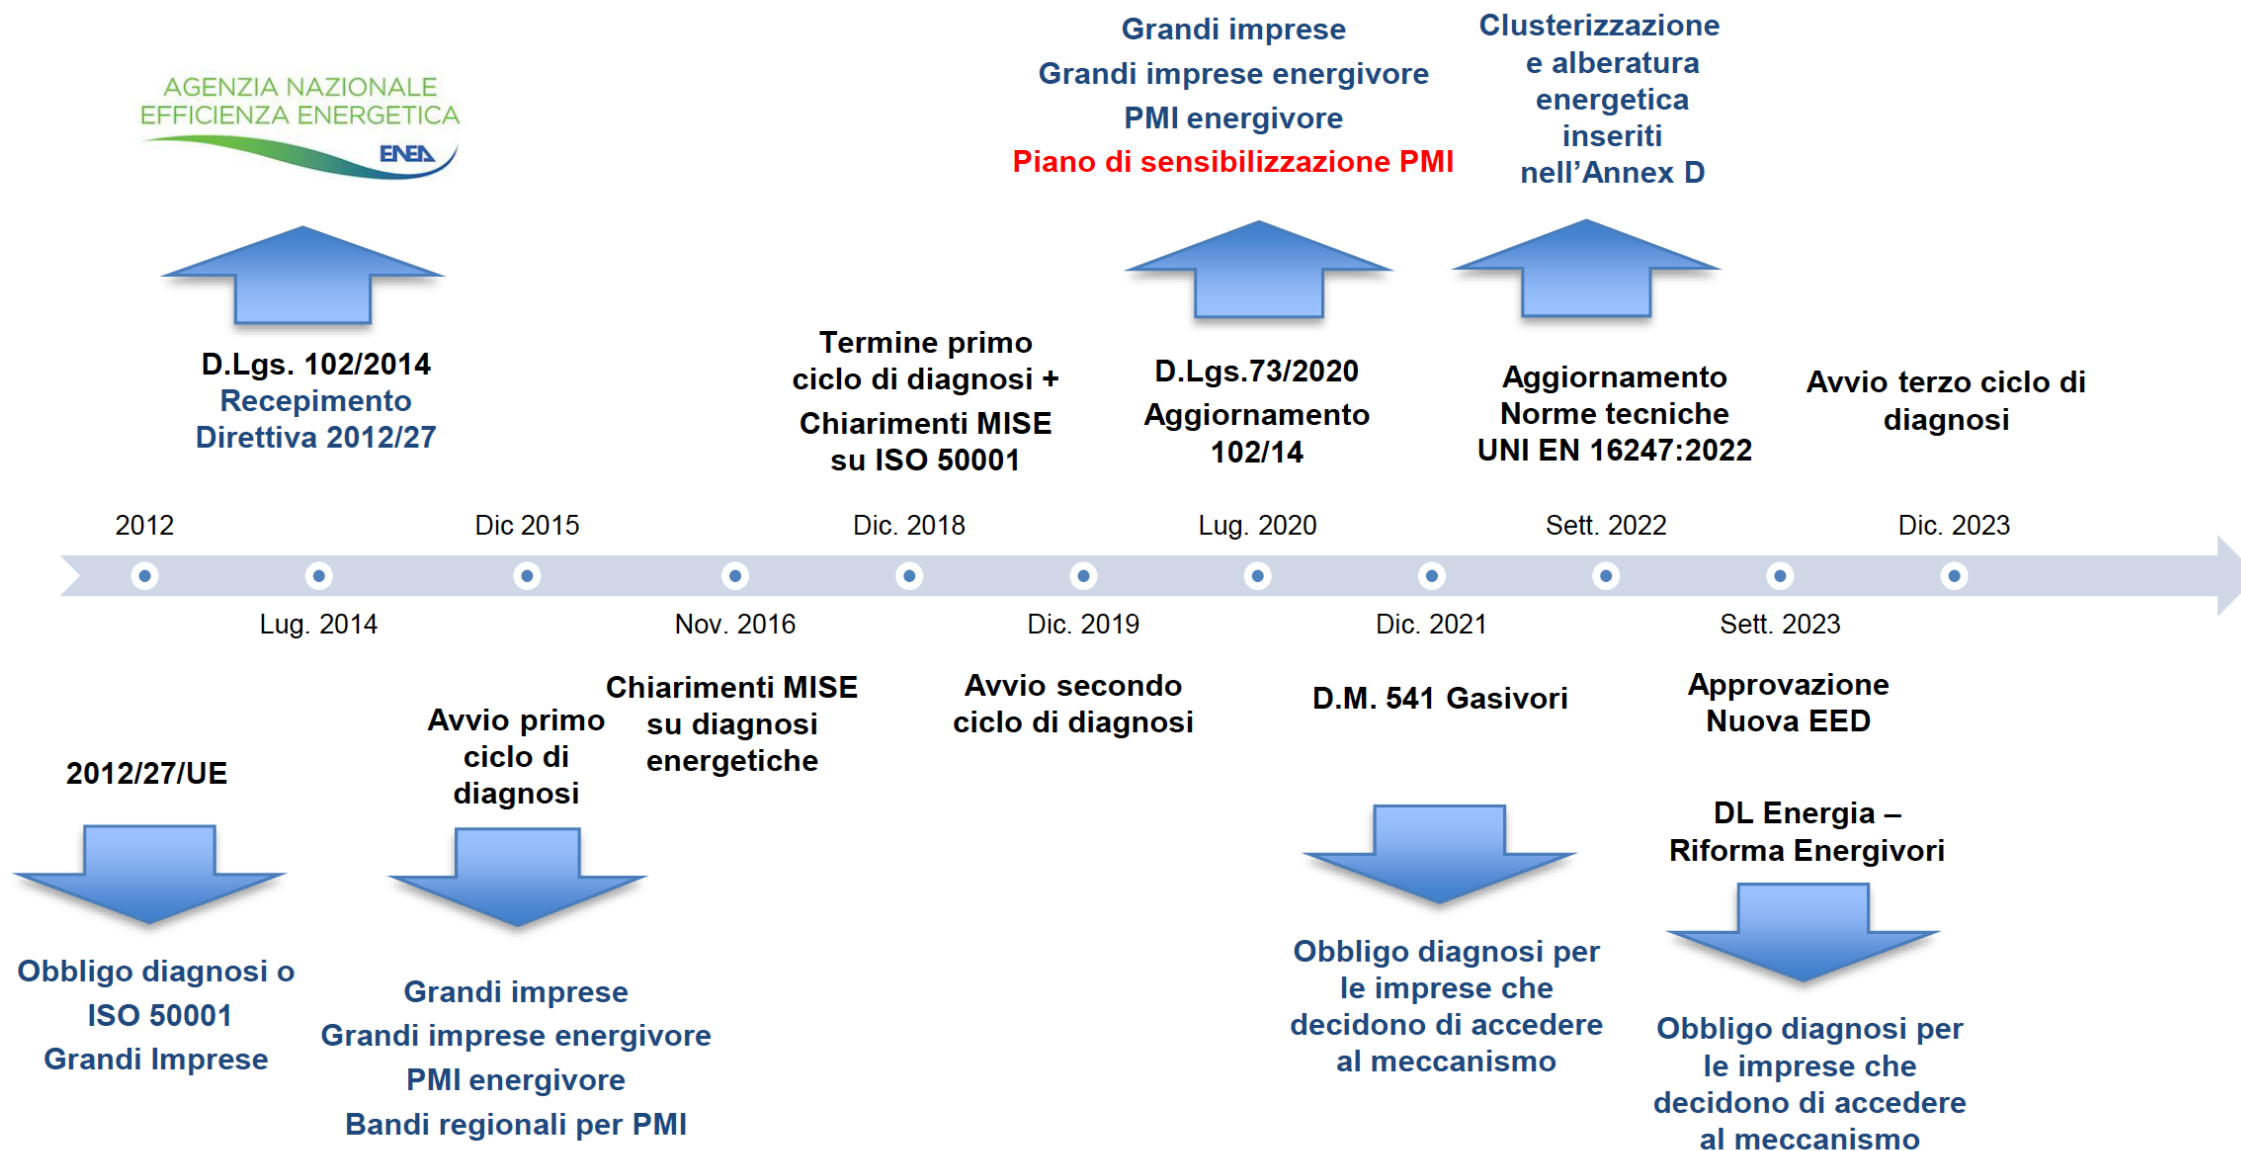 AGENZIA NAZIONALE
EFFICIENZA ENERGETICA
ENEA
Grandi imprese
Grandi imprese energivore
PMI energivore
Piano di sensibilizzazione PMI
Clusterizzazione
e alberatura
energetica
inseriti
nell’Annex D
D.Lgs. 102/2014
Recepimento
Direttiva 2012/27
Termine primo
ciclo di diagnosi +
Chiarimenti MISE
su ISO 50001
D.Lgs.73/2020
Aggiornamento
102/14
Aggiornamento
Norme tecniche
UNI EN 16247:2022
Avvio terzo ciclo di
diagnosi
2012
Dic 2015
Dic. 2018
Lug. 2020
Sett. 2022
Dic. 2023
Lug. 2014
Nov. 2016
Dic. 2019
Dic. 2021
Sett. 2023
2012/27/UE
Avvio primo
ciclo di
diagnosi
Chiarimenti MISE
su diagnosi
energetiche
Avvio secondo
ciclo di diagnosi
D.M. 541 Gasivori
Approvazione
Nuova EED
DL Energia –
Riforma Energivori
Obbligo diagnosi o
ISO 50001
Grandi Imprese
Grandi imprese
Grandi imprese energivore
PMI energivore
Bandi regionali per PMI
Obbligo diagnosi per
le imprese che
decidono di accedere
al meccanismo
Obbligo diagnosi per
le imprese che
decidono di accedere
al meccanismo